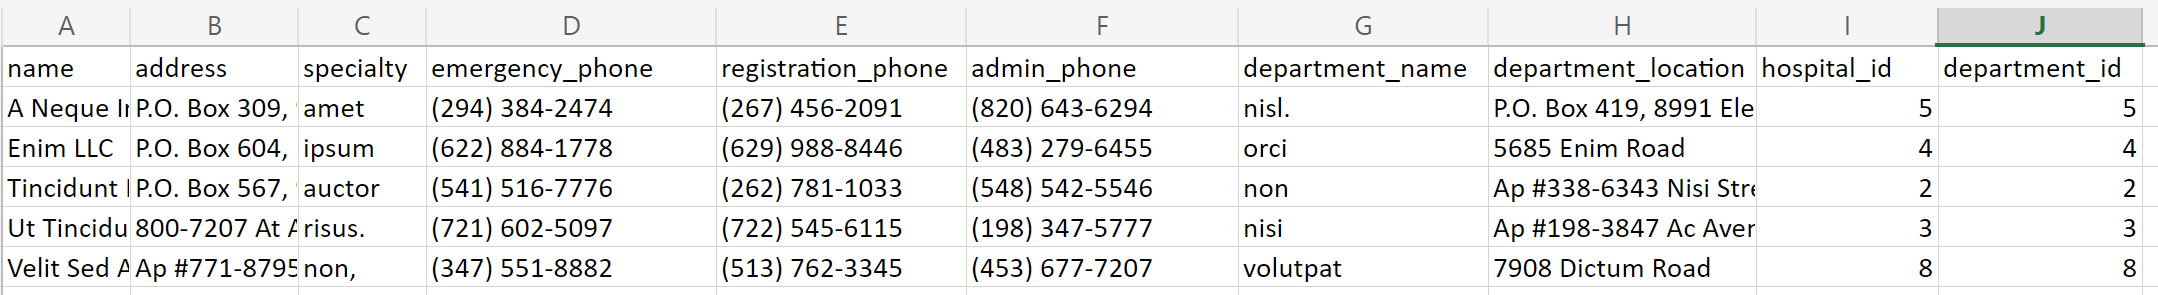 A B C D E F G H I J
name address specialty emergency_phone registration_phone admin_phone department_name department_location hospital_id department_id
A Neque P.O. Box 309, amet (294) 384-2474 (267) 456-2091 (820) 643-6294 nisl. P.O. Box 419, 8991 Ele 5 5
Enim LLC P.O. Box 604, ipsum (622) 884-1778 (629) 988-8446 (483) 279-6455 orci 5685 Enim Road 4 4
Tincidunt P.O. Box 567, auctor (541) 516-7776 (262) 781-1033 (548) 542-5546 non Ap #338-6343 Nisi Stre 2 2
Ut Tincidu 800-7207 At risus. (721) 602-5097 (722) 545-6115 (198) 347-5777 nisi Ap #198-3847 Ac Aver 3 3
Velit Sed A Ap #771-8795 non, (347) 551-8882 (513) 762-3345 (453) 677-7207 volutpat 7908 Dictum Road 8 8